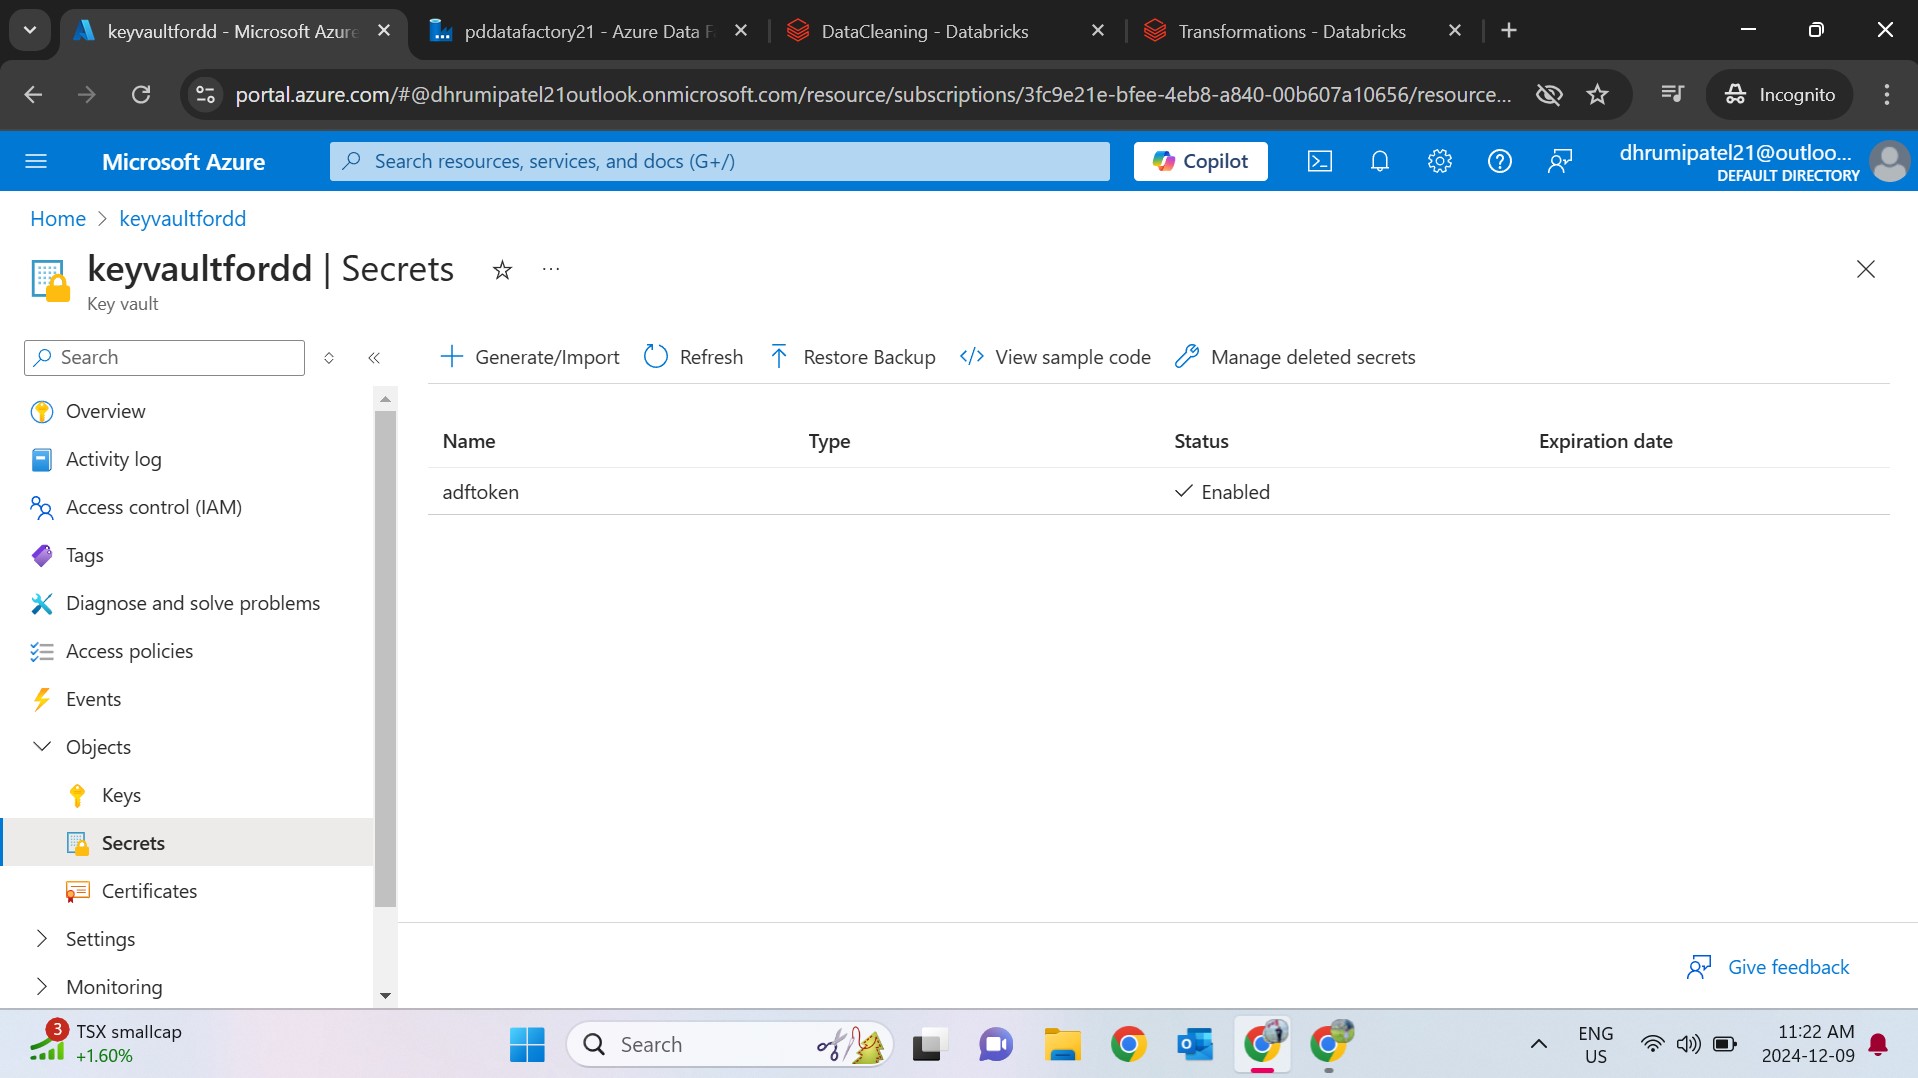 keyvaultfordd - Microsoft Azure
pddatafactory21 - Azure Data F
DataCleaning - Databricks
Transformations - Databricks
portal.azure.com/#@dhrumipatel21outlook.onmicrosoft.com/resource/subscriptions/3fc9e21e-bfee-4eb8-a840-00b607a10656/resource...
Incognito
Microsoft Azure
Search resources, services, and docs (G+/)
Copilot
dhrumipatel21@outloo...
DEFAULT DIRECTORY
Home > keyvaultfordd
keyvaultfordd | Secrets
Key vault
Search
Generate/Import
Refresh
Restore Backup
View sample code
Manage deleted secrets
Overview
Activity log
Access control (IAM)
Tags
Diagnose and solve problems
Access policies
Events
Objects
Keys
Secrets
Certificates
Settings
Monitoring
Name Type Status Expiration date
adftoken Enabled
Give feedback
3
TSX smallcap
+1.60%
Search
ENG
US
11:22 AM
2024-12-09